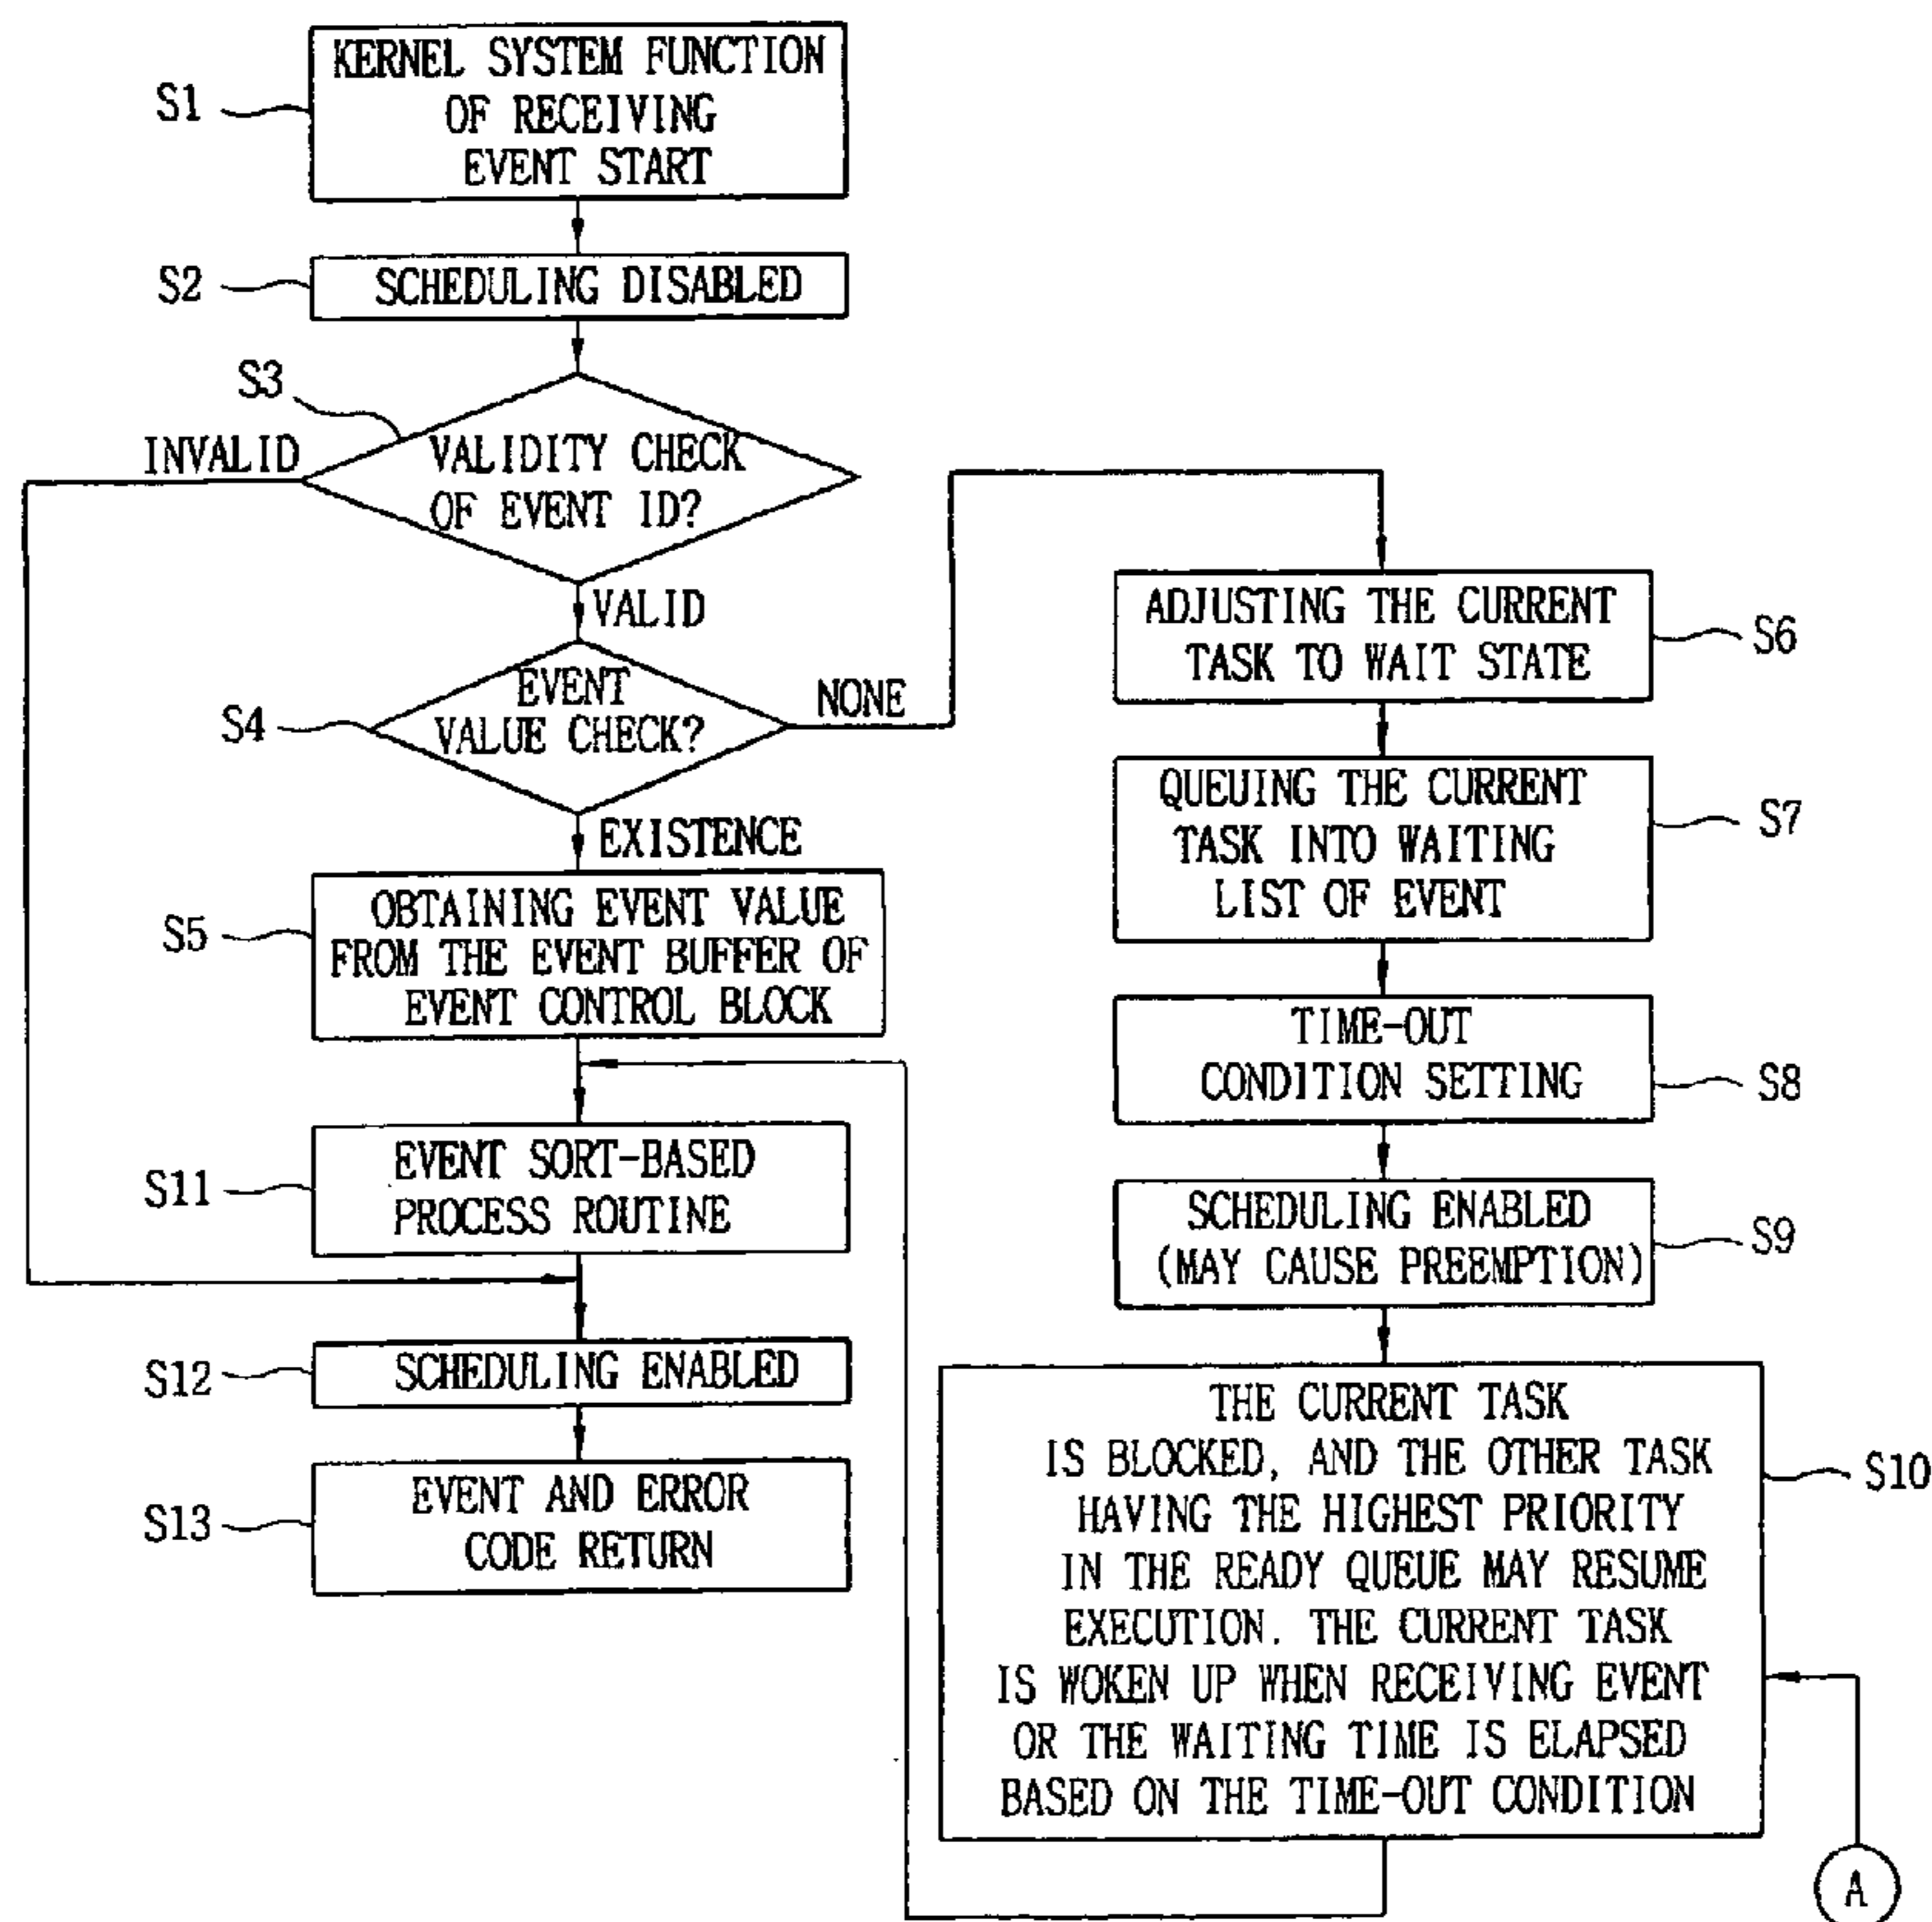 S1
KERNEL SYSTEM FUNCTION
OF RECEIVING
EVENT START
S2
SCHEDULING DISABLED
S3
INVALID
VALIDITY CHECK
OF EVENT ID?
VALID
S4
EVENT
VALUE CHECK?
NONE
EXISTENCE
S5
OBTAINING EVENT VALUE
FROM THE EVENT BUFFER OF
EVENT CONTROL BLOCK
S11
EVENT SORT-BASED
PROCESS ROUTINE
S12
SCHEDULING ENABLED
S13
EVENT AND ERROR
CODE RETURN
ADJUSTING THE CURRENT
TASK TO WAIT STATE
S6
QUEUING THE CURRENT
TASK INTO WAITING
LIST OF EVENT
S7
TIME-OUT
CONDITION SETTING
S8
SCHEDULING ENABLED
(MAY CAUSE PREEMPTION)
S9
THE CURRENT TASK
IS BLOCKED, AND THE OTHER TASK
HAVING THE HIGHEST PRIORITY
IN THE READY QUEUE MAY RESUME
EXECUTION. THE CURRENT TASK
IS WOKEN UP WHEN RECEIVING EVENT
OR THE WAITING TIME IS ELAPSED
BASED ON THE TIME-OUT CONDITION
S10
A